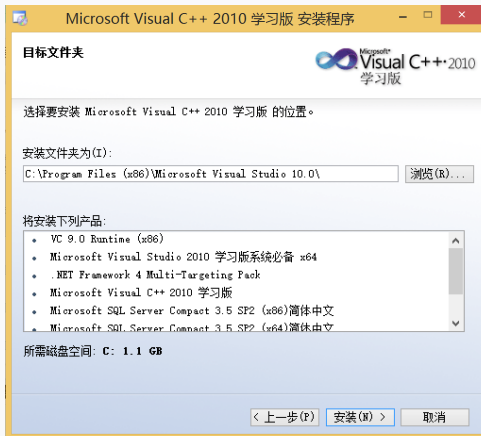 Microsoft Visual C++ 2010 学习版 安装程序
目标文件夹
Microsoft®
Visual C++·2010
学习版
选择要安装 Microsoft Visual C++ 2010 学习版 的位置。
安装文件夹为(I):
C:\Program Files (x86)\Microsoft Visual Studio 10.0\
浏览(R)...
将安装下列产品:
• VC 9.0 Runtime (x86)
• Microsoft Visual Studio 2010 学习版系统必备 x64
• .NET Framework 4 Multi-Targeting Pack
• Microsoft Visual C++ 2010 学习版
• Microsoft SQL Server Compact 3.5 SP2 (x86)简体中文
• Microsoft SQL Server Compact 3.5 SP2 (x64)简体中文
所需磁盘空间: C: 1.1 GB
< 上一步(P)
安装(N) >
取消